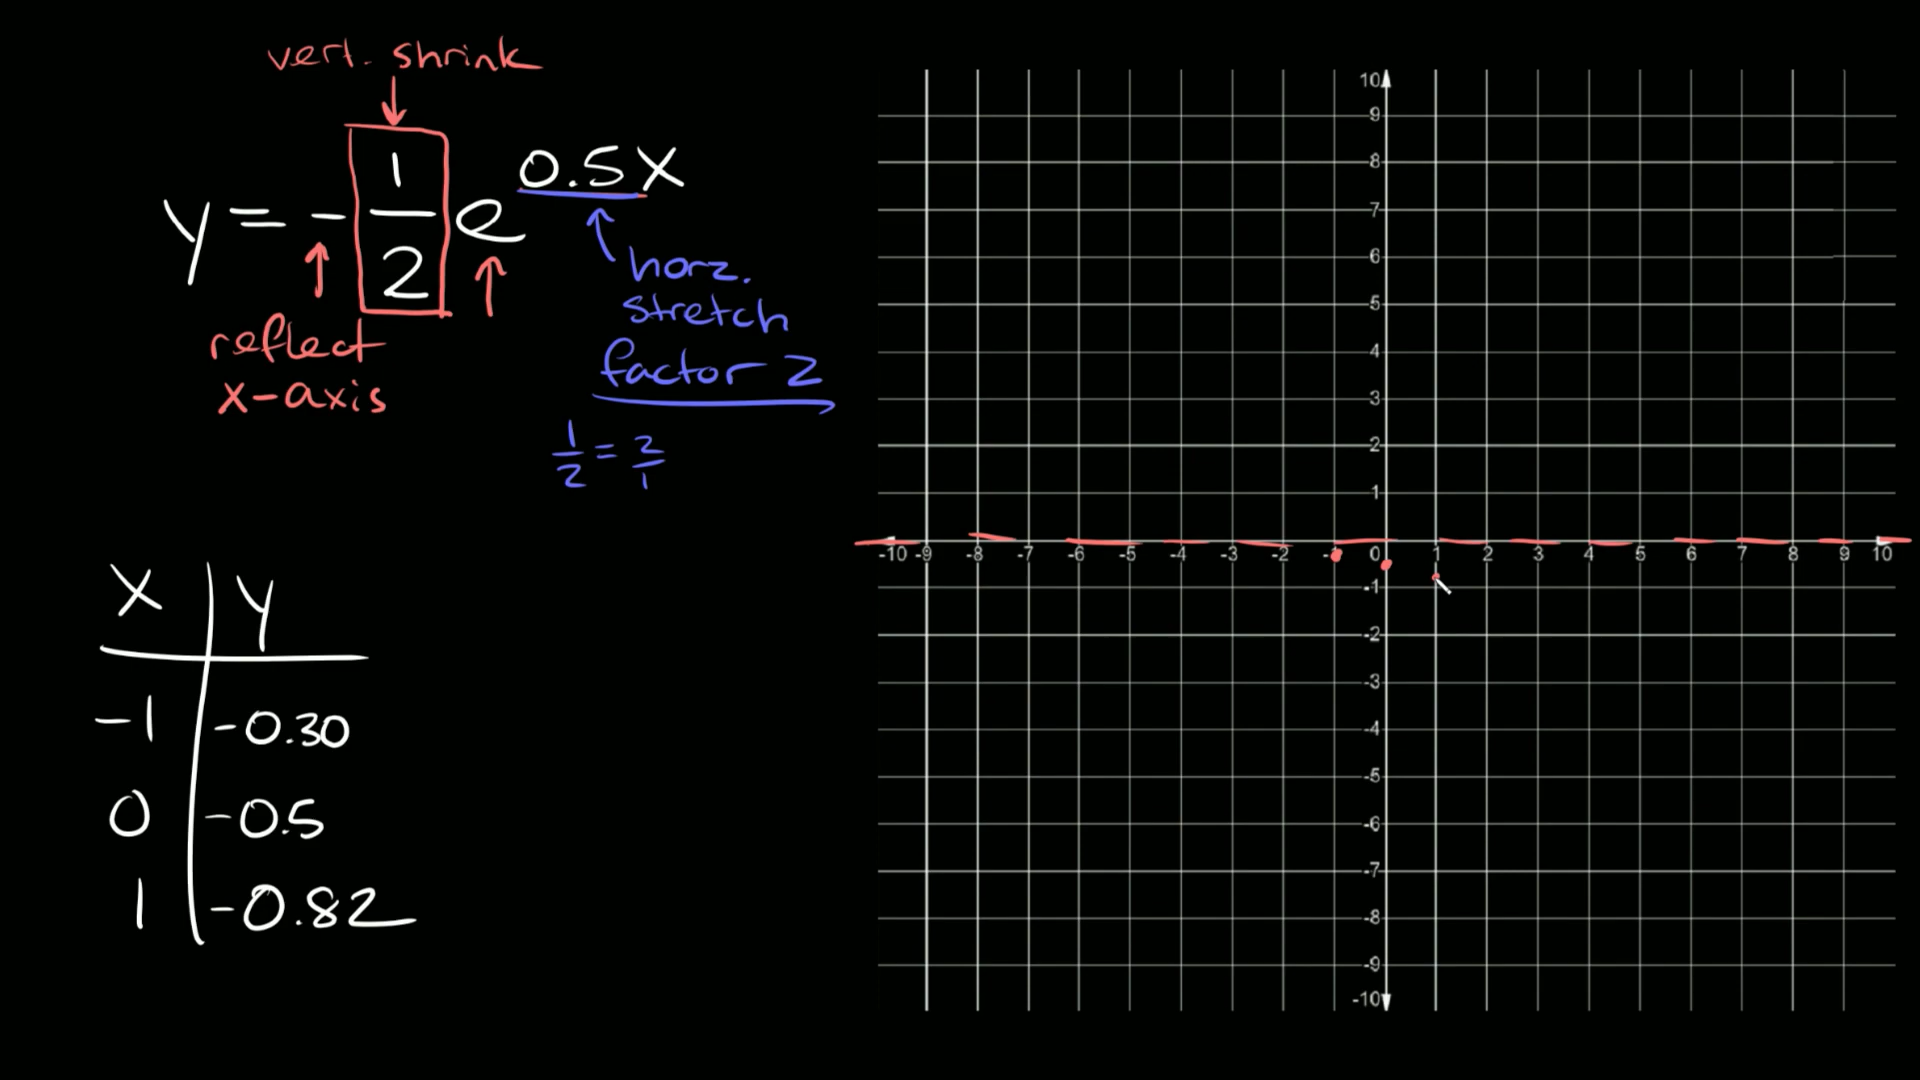 vert. shrink
y = - 1/2 e^0.5x
reflect
x-axis
horz.
stretch
factor 2
1/2 = 2/1
x | y
-1 | -0.30
0 | -0.5
1 | -0.82
10
9
8
7
6
5
4
3
2
1
-10 -9 -8 -7 -6 -5 -4 -3 -2 -1 0 1 2 3 4 5 6 7 8 9 10
-1
-2
-3
-4
-5
-6
-7
-8
-9
-10